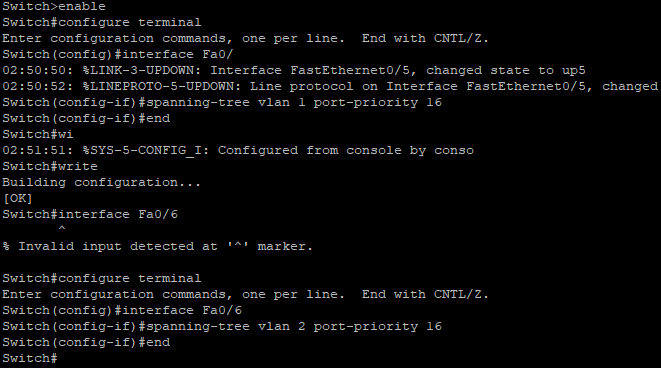 Switch>enable
Switch#configure terminal
Enter configuration commands, one per line.  End with CNTL/Z.
Switch(config)#interface Fa0/
02:50:50: %LINK-3-UPDOWN: Interface FastEthernet0/5, changed state to up5
02:50:52: %LINEPROTO-5-UPDOWN: Line protocol on Interface FastEthernet0/5, changed
Switch(config-if)#spanning-tree vlan 1 port-priority 16
Switch(config-if)#end
Switch#wi
02:51:51: %SYS-5-CONFIG_I: Configured from console by conso
Switch#write
Building configuration...
[OK]
Switch#interface Fa0/6
^
% Invalid input detected at '^' marker.
Switch#configure terminal
Enter configuration commands, one per line.  End with CNTL/Z.
Switch(config)#interface Fa0/6
Switch(config-if)#spanning-tree vlan 2 port-priority 16
Switch(config-if)#end
Switch#